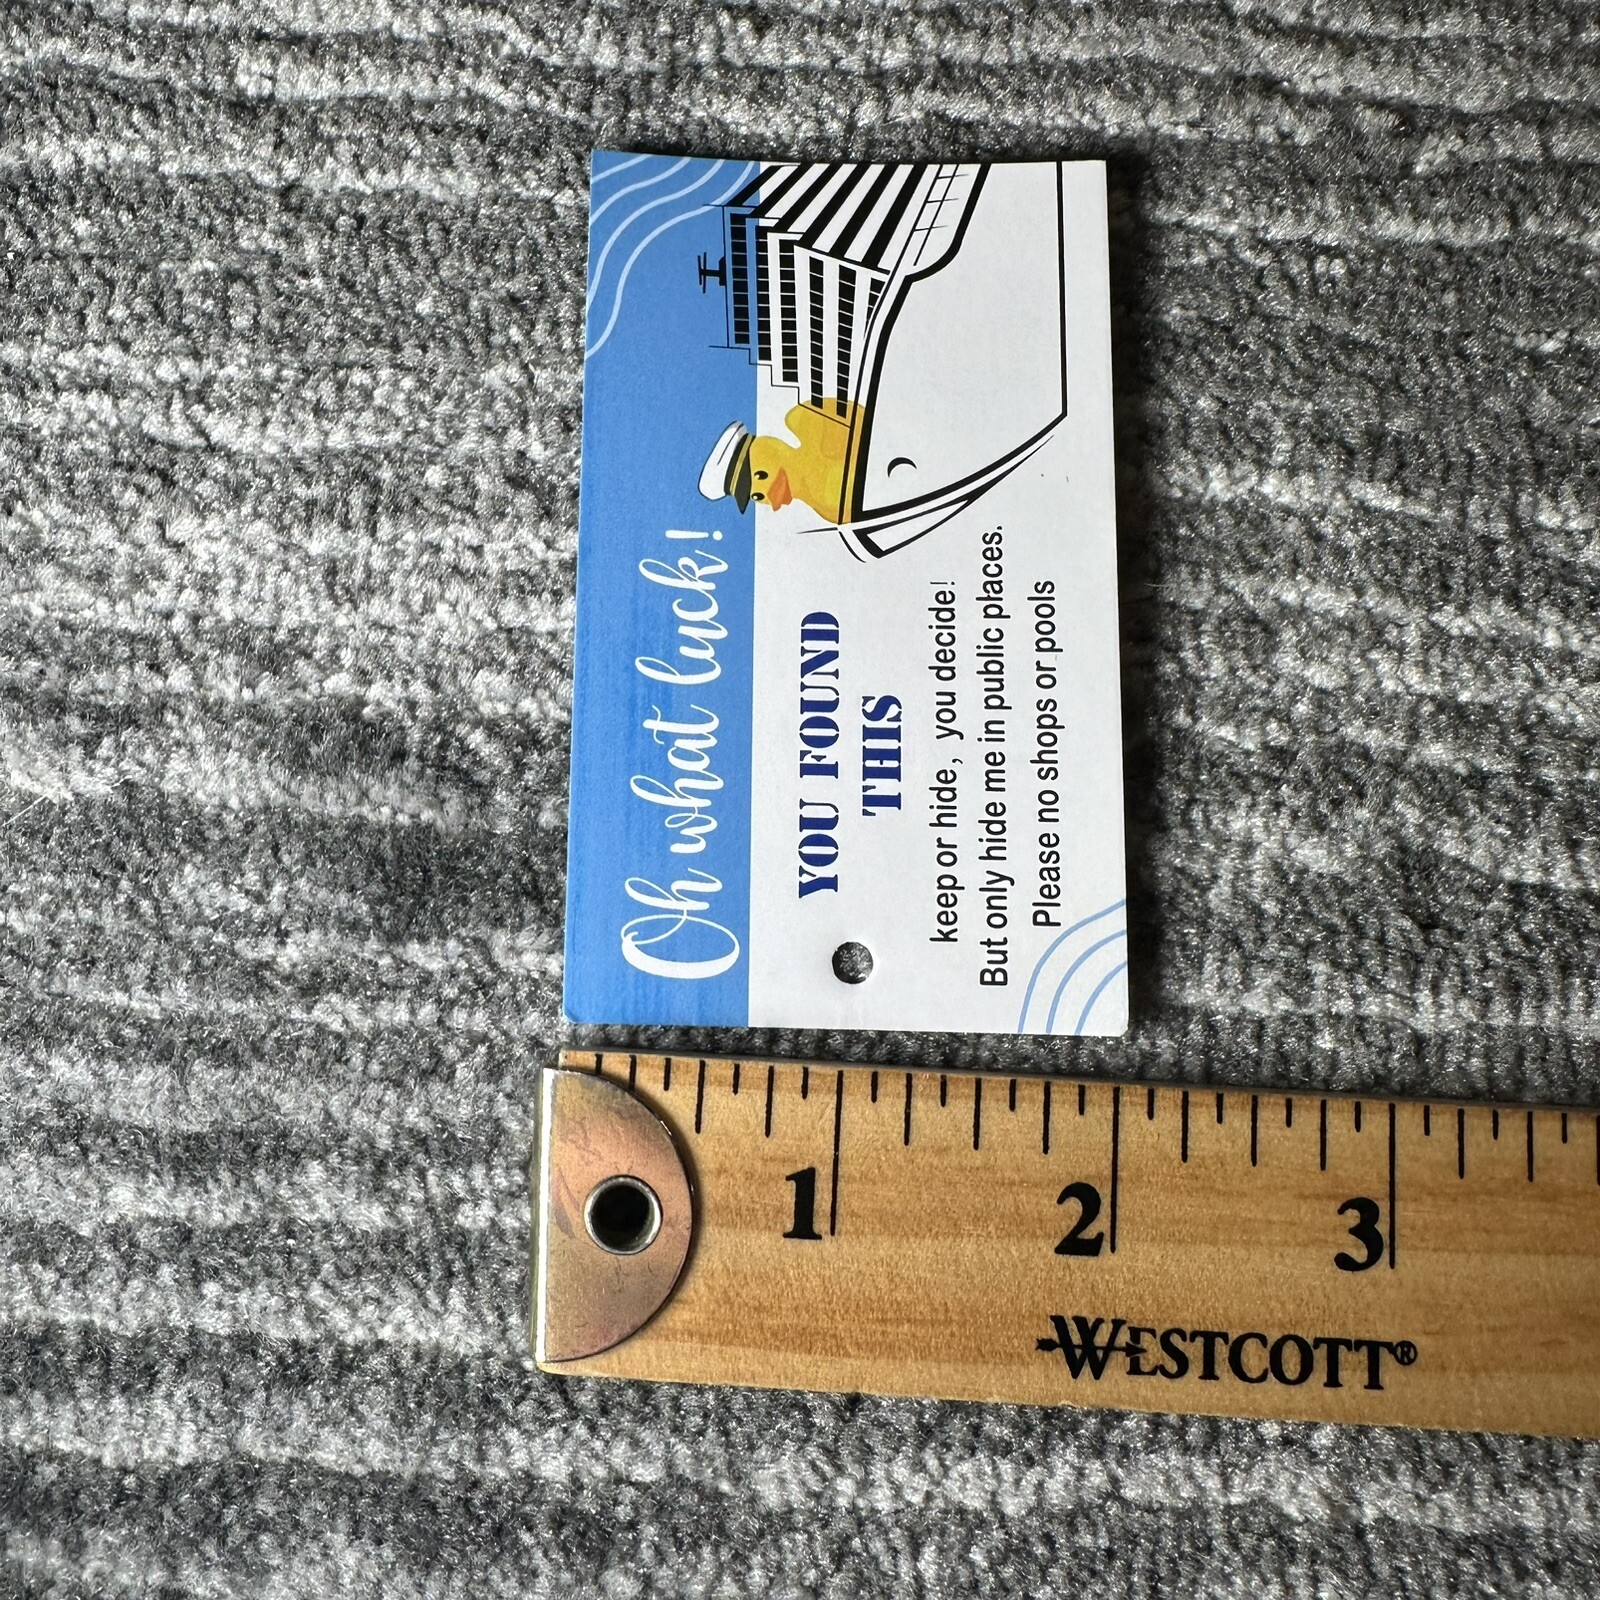 Oh what luck!
YOU FOUND
THIS
keep or hide, you decide!
But only hide me in public places.
Please no shops or pools
1 2 3
WESTCOTT®